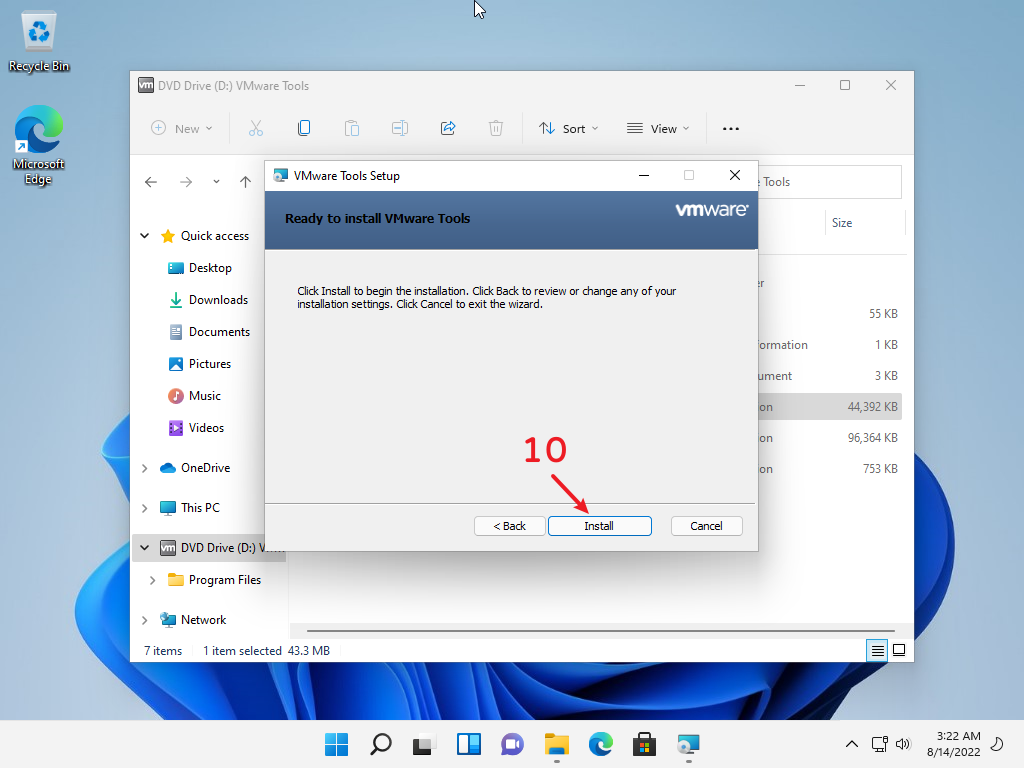 Recycle Bin
Microsoft
Edge
vm DVD Drive (D:) VMware Tools
New
Sort
View
VMware Tools Setup
Tools
Ready to install VMware Tools
vmware
Size
Click Install to begin the installation. Click Back to review or change any of your
installation settings. Click Cancel to exit the wizard.
Quick access
Desktop
Downloads
Documents
Pictures
Music
Videos
OneDrive
This PC
vm DVD Drive (D:)
Program Files
Network
er
55 KB
ormation 1 KB
ument 3 KB
on 44,392 KB
on 96,364 KB
on 753 KB
10
< Back
Install
Cancel
7 items
1 item selected 43.3 MB
3:22 AM
8/14/2022